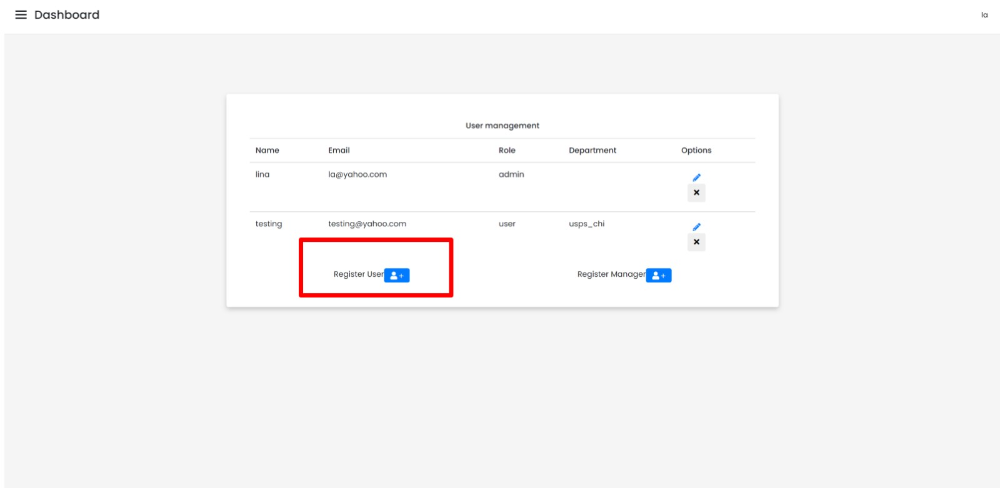 Dashboard
la
User management
Name Email Role Department Options
lina la@yahoo.com admin
testing testing@yahoo.com user usps_chi
Register User + Register Manager +